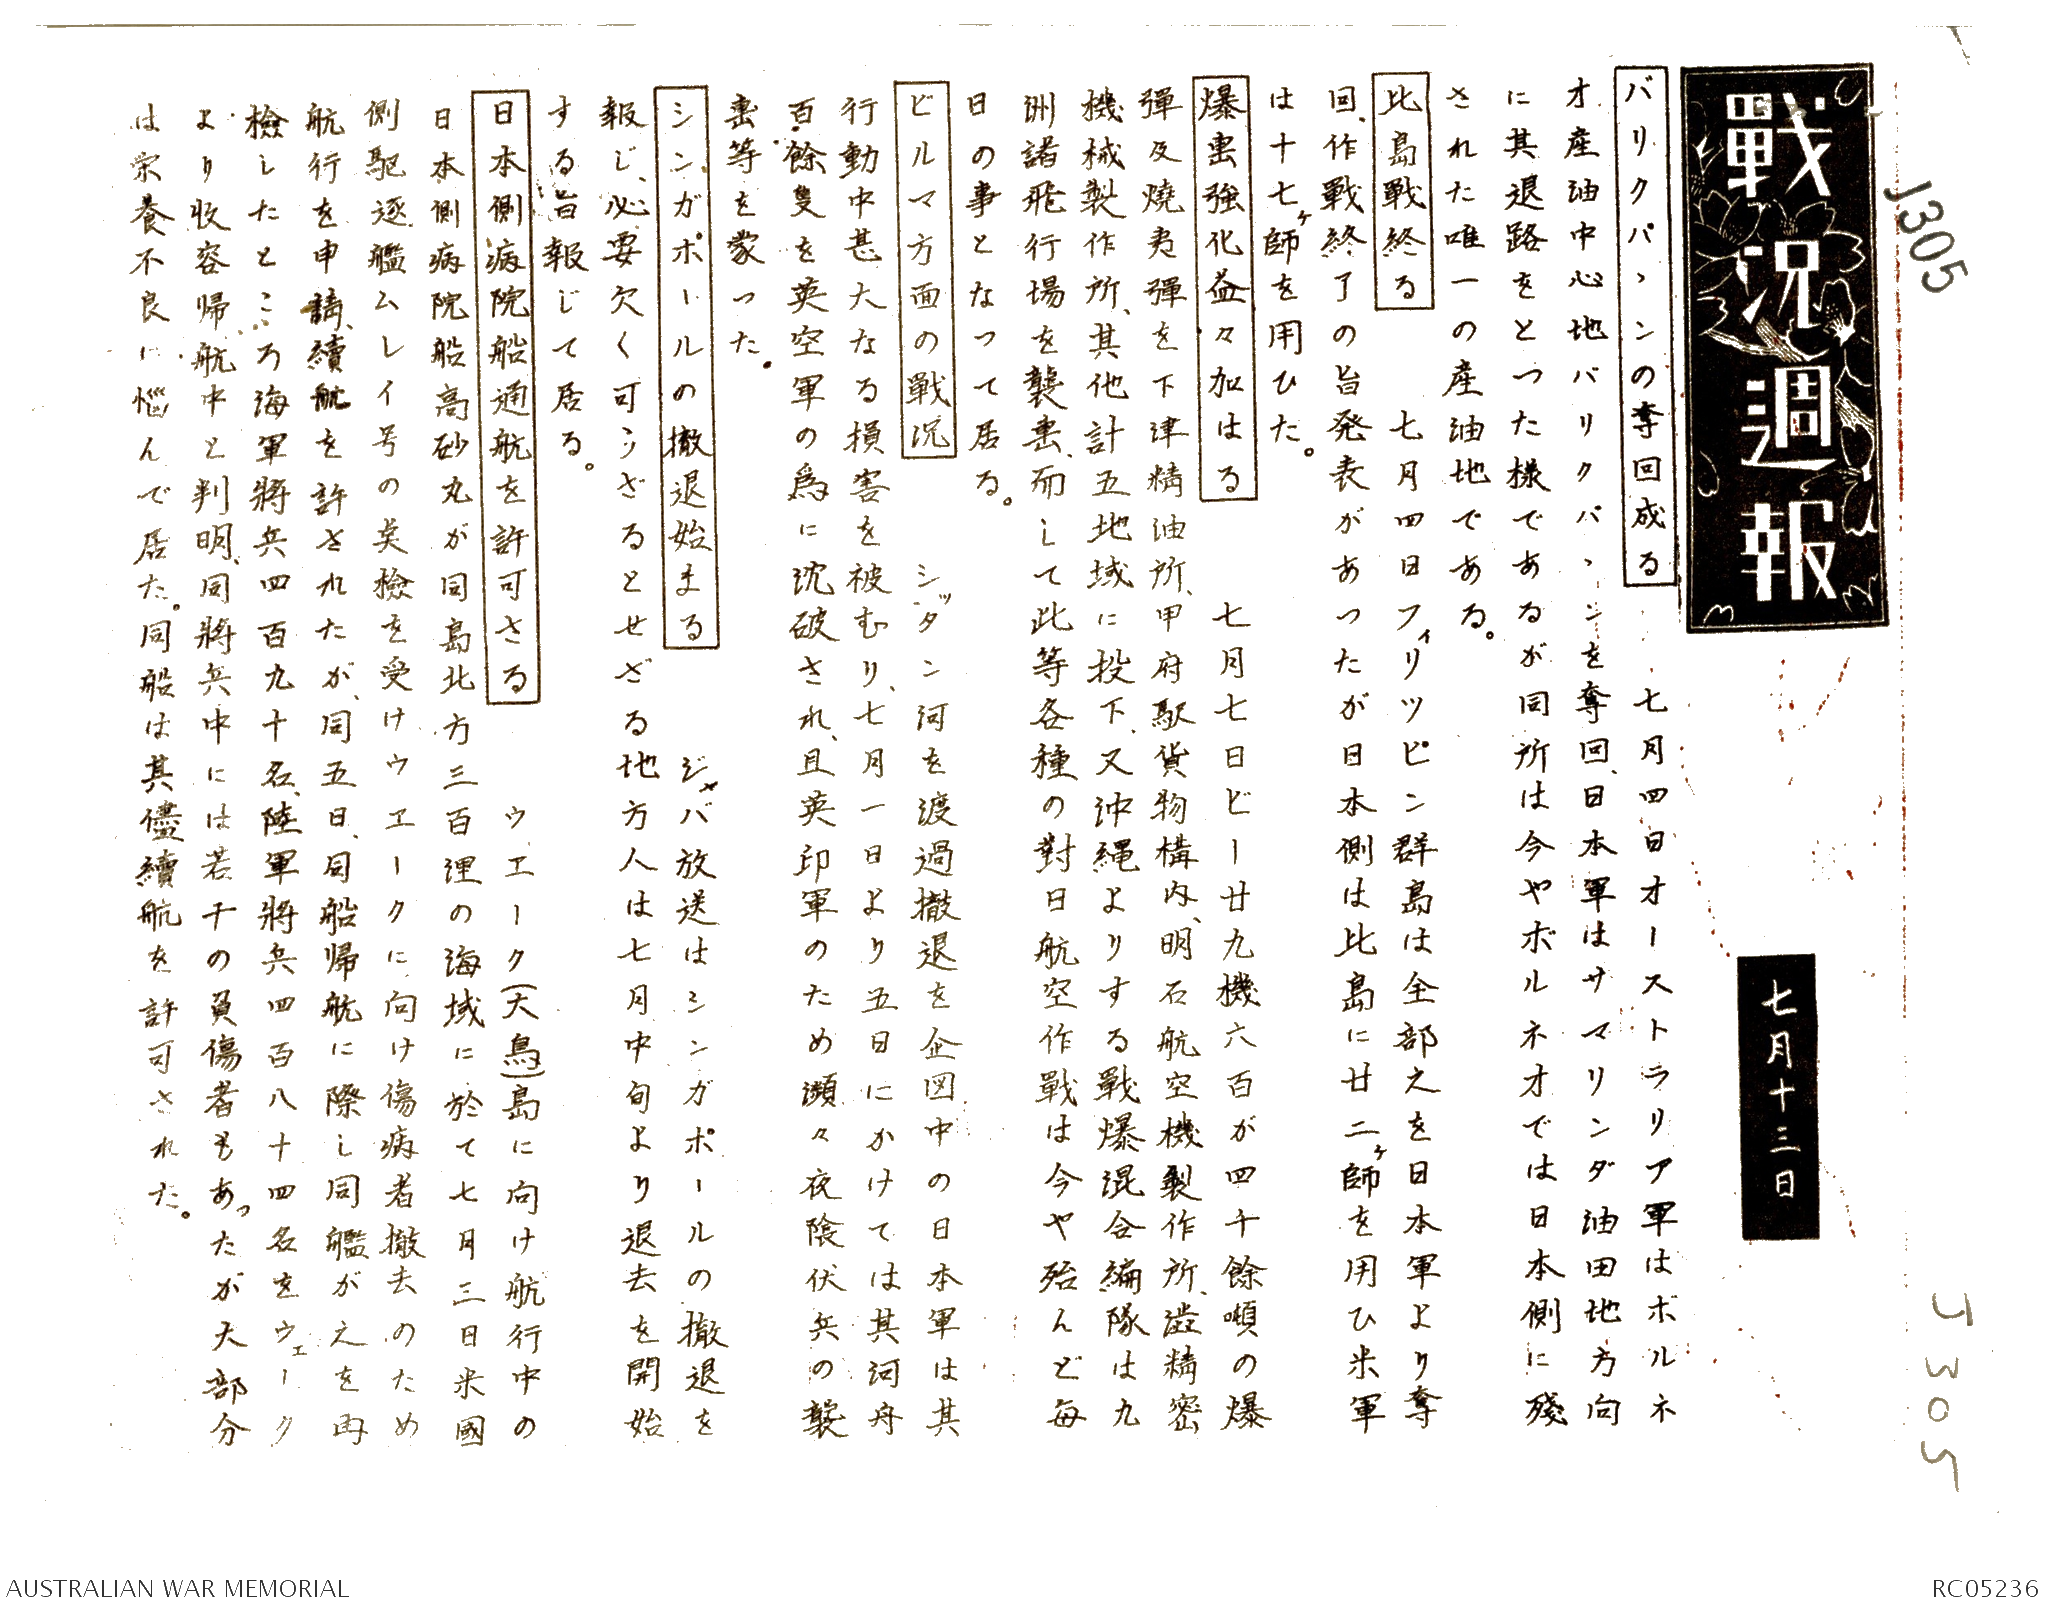 戰況週報
七月十三日
J305
J305
バリクパヽンの奪回成る
七月四日オーストラリア軍はボルネ
オ産油中心地バリクパヽンを奪回、日本軍はサマリンダ油田地方向
に其退路をとつた様であるが同所は今やボルネオでは日本側に殘
された唯一の産油地である。
比島戰終る
七月四日フィリツピン群島は全部之を日本軍より奪
回、作戰終了の旨発表があつたが日本側は比島に廿二ヶ師を用ひ米軍
は十七ヶ師を用ひた。
爆撃強化益々加はる
七月七日ビー廿九機六百が四千餘噸の爆
彈及燒夷彈を下津精油所、甲府駅貨物構内、明石航空機製作所、澁精密
機械製作所、其他計五地域に投下、又沖縄よりする戰爆混合編隊は九
洲諸飛行場を襲撃、而して此等各種の對日航空作戰は今や殆んど毎
日の事となつて居る。
ビルマ方面の戰况
シッタン河を渡過撤退を企図中の日本軍は其
行動中甚大なる損害を被むり、七月一日より五日にかけては其河舟
百餘隻を英空軍の爲に沈破され、且英印軍のため瀕々夜陰伏兵の襲
撃等を蒙つた。
シンガポールの撤退始まる
ジャバ放送はシンガポールの撤退を
報じ、必要欠く可らざるとせざる地方人は七月中旬より退去を開始
する旨報じて居る。
日本側病院船通航を許可さる
ウエーク(大鳥)島に向け航行中の
日本側病院船高砂丸が同島北方三百浬の海域に於て七月三日米國
側駆逐艦ムレイ号の臭檢を受けウエークに向け傷病者撤去のため
航行を申請、續航を許されたが、同五日、同船帰航に際し同艦が之を再
檢したところ海軍將兵四百九十名、陸軍將兵四百八十四名をウェーク
より收容帰航中と判明、同將兵中には若干の負傷者もあつたが大部分
は栄養不良に惱んで居た。同船は其儘續航を許可された。
AUSTRALIAN WAR MEMORIAL
RC05236